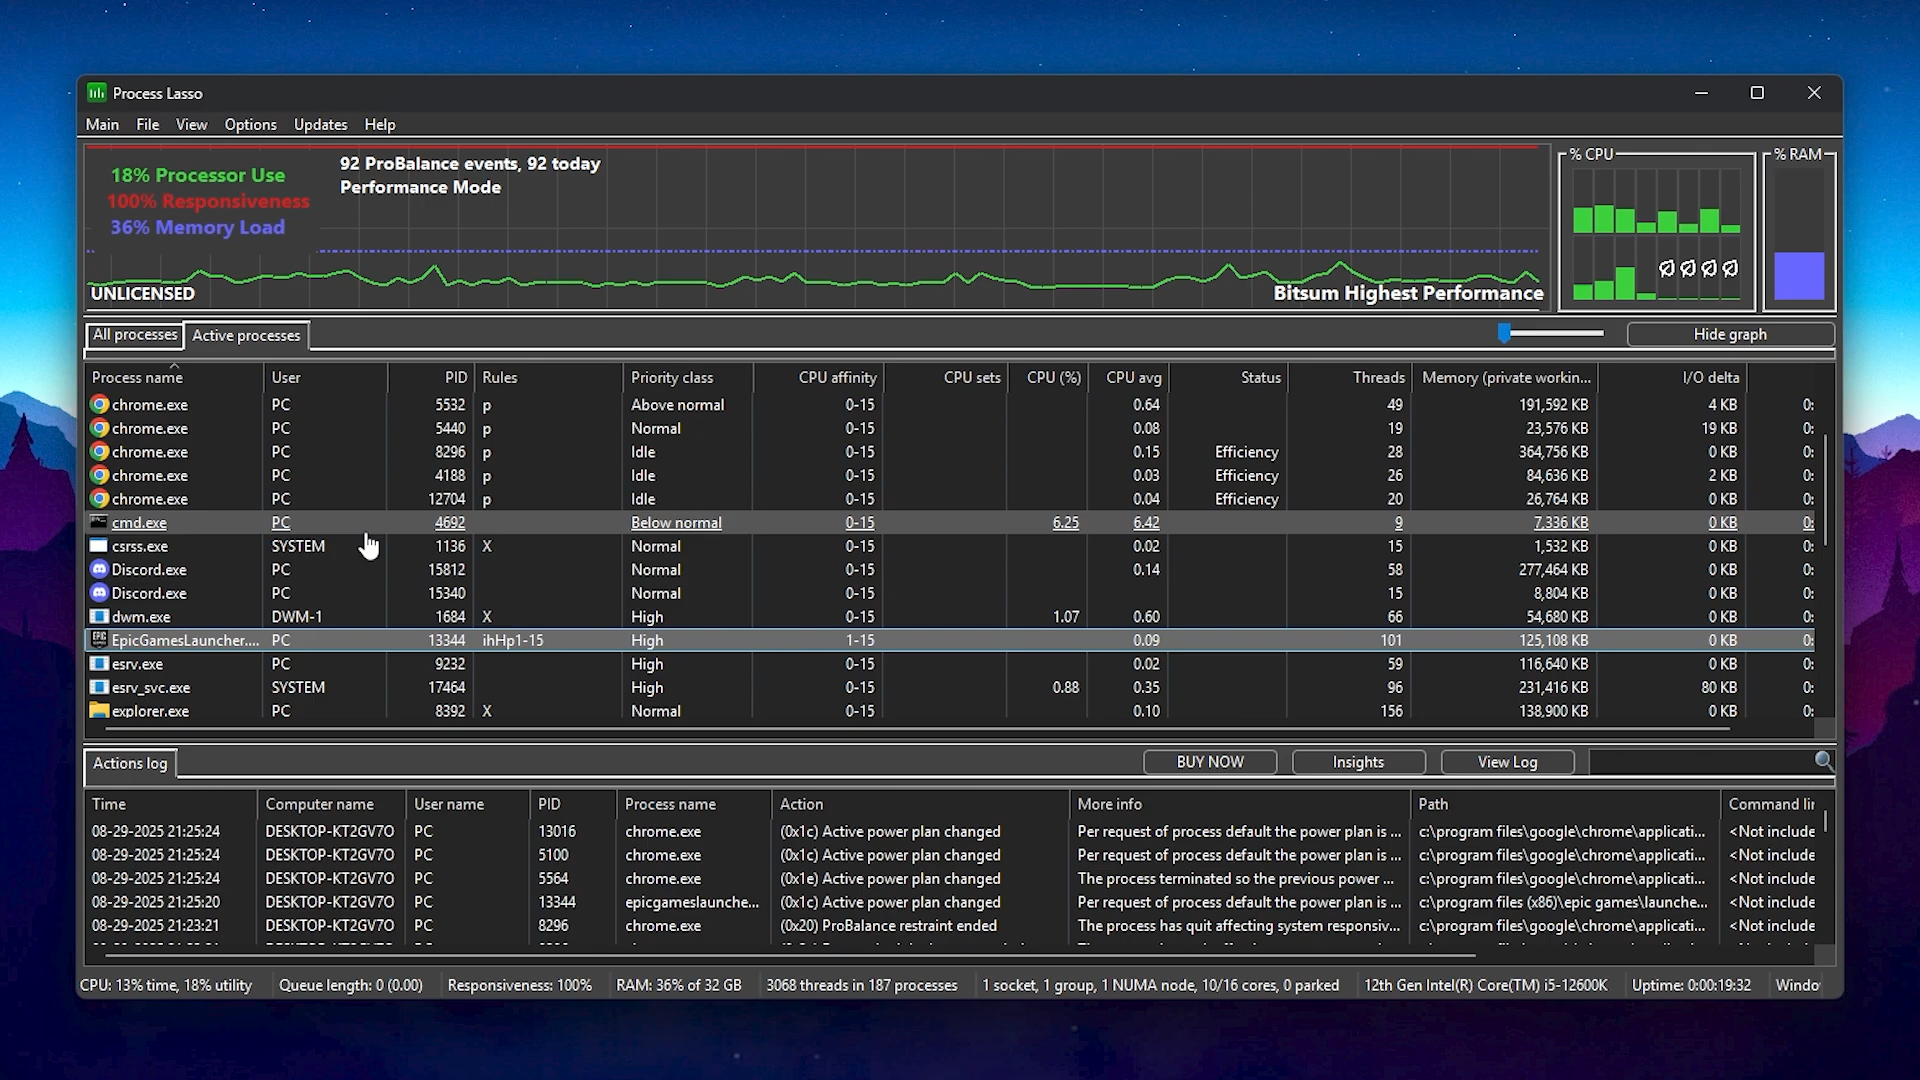 Process Lasso
Main File View Options Updates Help
18% Processor Use
100% Responsiveness
36% Memory Load
92 ProBalance events, 92 today
Performance Mode
UNLICENSED
Bitsum Highest Performance
% CPU
% RAM
All processes Active processes
Hide graph
Process name User PID Rules Priority class CPU affinity CPU sets CPU (%) CPU avg Status Threads Memory (private workin... I/O delta
chrome.exe PC 5532 p Above normal 0-15 0.64 49 191,592 KB 4 KB 0:
chrome.exe PC 5440 p Normal 0-15 0.08 19 23,576 KB 19 KB 0:
chrome.exe PC 8296 p Idle 0-15 0.15 Efficiency 28 364,756 KB 0 KB 0:
chrome.exe PC 4188 p Idle 0-15 0.03 Efficiency 26 84,636 KB 2 KB 0:
chrome.exe PC 12704 p Idle 0-15 0.04 Efficiency 20 26,764 KB 0 KB 0:
cmd.exe PC 4692 Below normal 0-15 6.25 6.42 9 7,336 KB 0 KB 0:
csrss.exe SYSTEM 1136 X Normal 0-15 0.02 15 1,532 KB 0 KB 0:
Discord.exe PC 15812 Normal 0-15 0.14 58 277,464 KB 0 KB 0:
Discord.exe PC 15340 Normal 0-15 15 8,804 KB 0 KB 0:
dwm.exe DWM-1 1684 X High 0-15 1.07 0.60 66 54,680 KB 0 KB 0:
EpicGamesLauncher.... PC 13344 ihHp1-15 High 1-15 0.09 101 125,108 KB 0 KB 0:
esrv.exe PC 9232 High 0-15 0.02 59 116,640 KB 0 KB 0:
esrv_svc.exe SYSTEM 17464 High 0-15 0.88 0.35 96 231,416 KB 80 KB 0:
explorer.exe PC 8392 X Normal 0-15 0.10 156 138,900 KB 0 KB 0:
Actions log
BUY NOW Insights View Log
Time Computer name User name PID Process name Action More info Path Command lir
08-29-2025 21:25:24 DESKTOP-KT2GV7O PC 13016 chrome.exe (0x1c) Active power plan changed Per request of process default the power plan is ... c:\program files\google\chrome\applicati... <Not include
08-29-2025 21:25:24 DESKTOP-KT2GV7O PC 5100 chrome.exe (0x1c) Active power plan changed Per request of process default the power plan is ... c:\program files\google\chrome\applicati... <Not include
08-29-2025 21:25:24 DESKTOP-KT2GV7O PC 5564 chrome.exe (0x1e) Active power plan changed The process terminated so the previous power ... c:\program files\google\chrome\applicati... <Not include
08-29-2025 21:25:20 DESKTOP-KT2GV7O PC 13344 epicgameslaunche... (0x1c) Active power plan changed Per request of process default the power plan is ... c:\program files (x86)\epic games\launche... <Not include
08-29-2025 21:23:21 DESKTOP-KT2GV7O PC 8296 chrome.exe (0x20) ProBalance restraint ended The process has quit affecting system responsiv... c:\program files\google\chrome\applicati... <Not include
CPU: 13% time, 18% utility Queue length: 0 (0.00) Responsiveness: 100% RAM: 36% of 32 GB 3068 threads in 187 processes 1 socket, 1 group, 1 NUMA node, 10/16 cores, 0 parked 12th Gen Intel(R) Core(TM) i5-12600K Uptime: 0:00:19:32 Windo